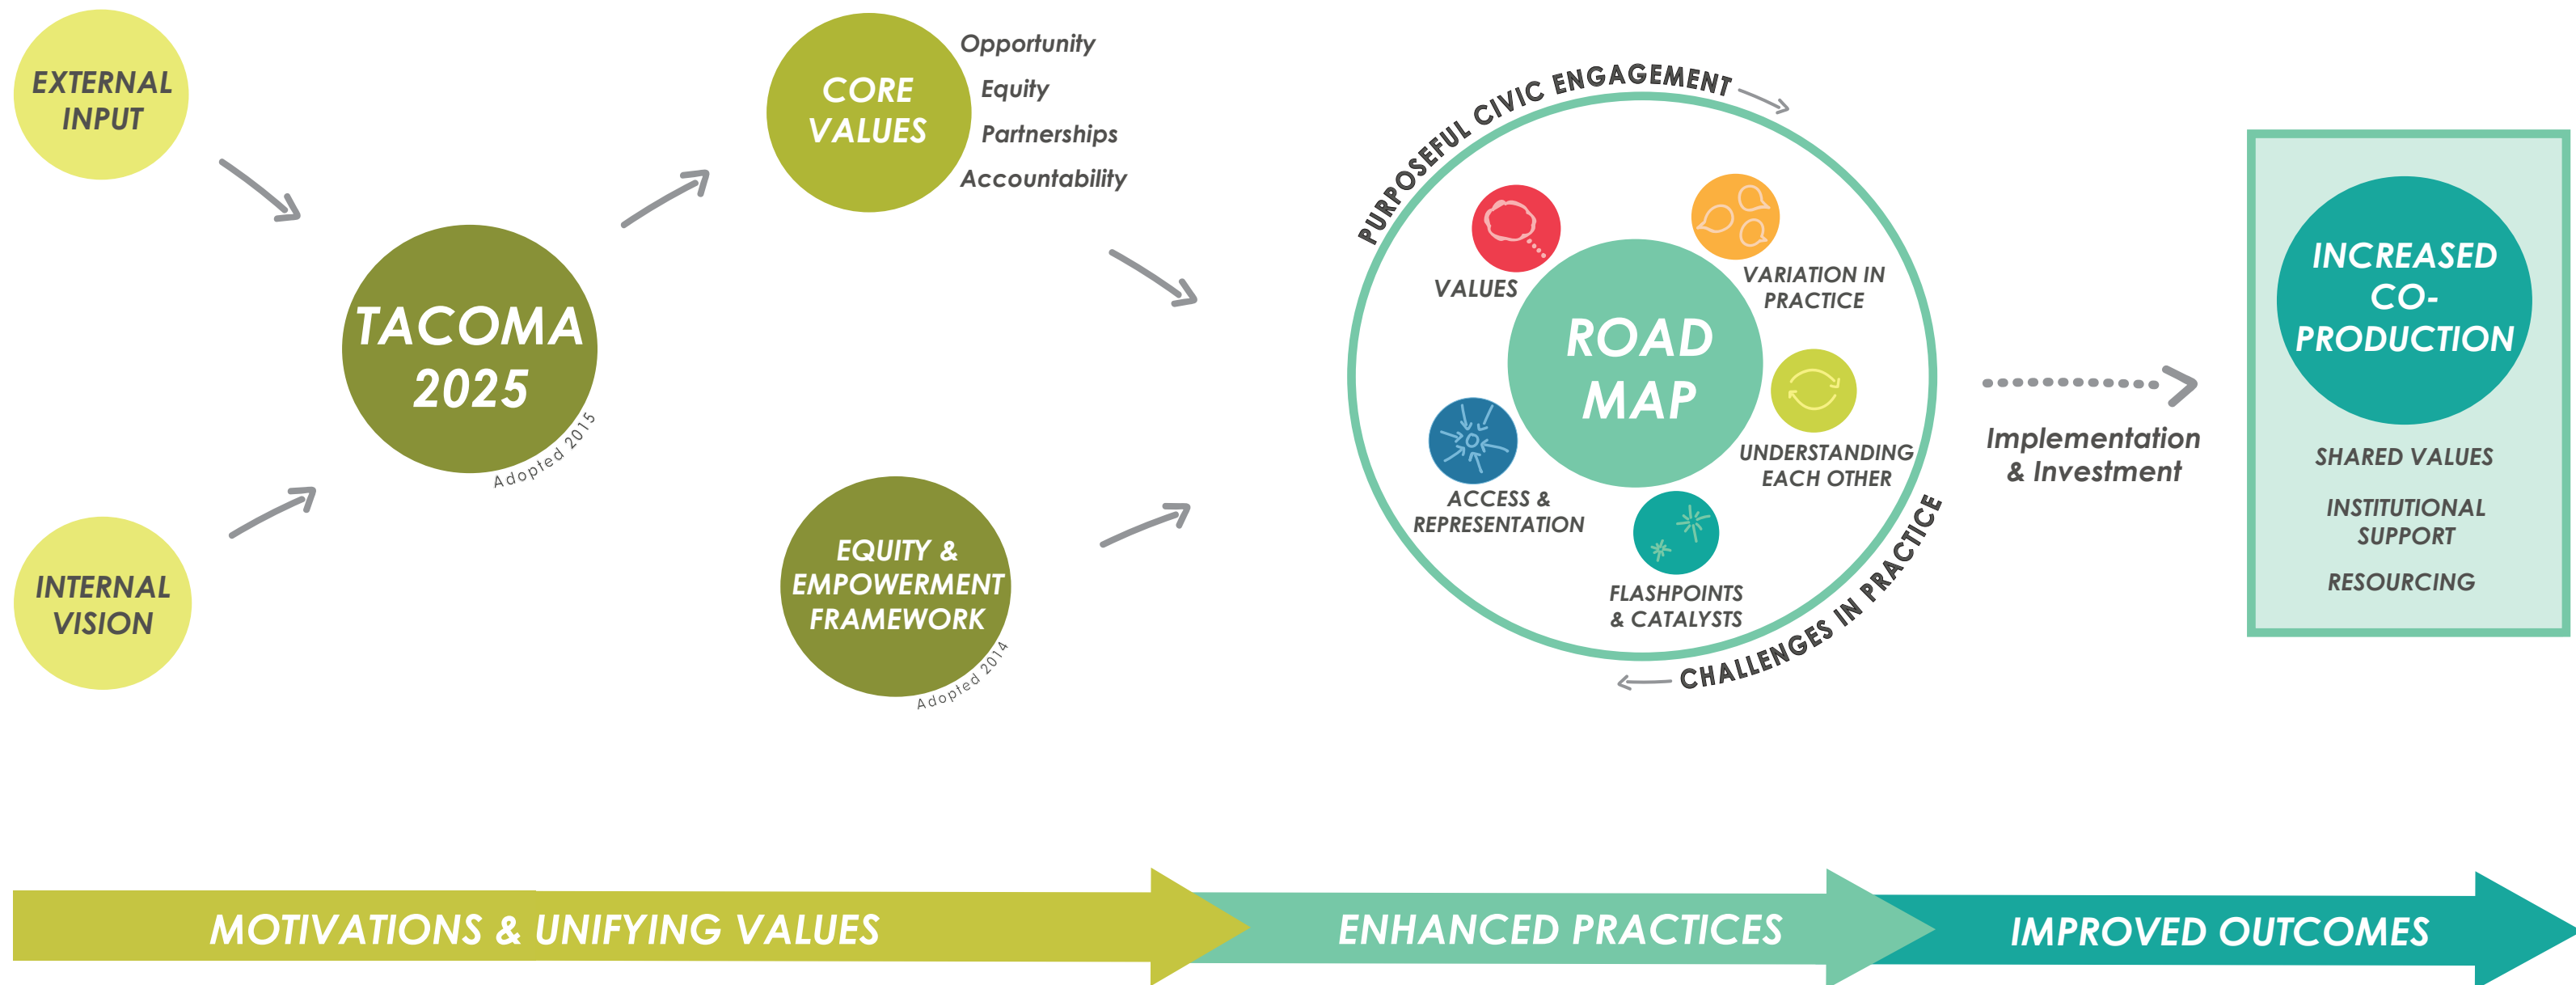 EXTERNAL
INPUT
INTERNAL
VISION
TACOMA
2025
Adopted 2015
CORE
VALUES
Opportunity
Equity
Partnerships
Accountability
EQUITY &
EMPOWERMENT
FRAMEWORK
Adopted 2014
PURPOSEFUL CIVIC ENGAGEMENT
VALUES
VARIATION IN
PRACTICE
ROAD
MAP
UNDERSTANDING
EACH OTHER
ACCESS &
REPRESENTATION
FLASHPOINTS
& CATALYSTS
CHALLENGES IN PRACTICE
Implementation
& Investment
INCREASED
CO-
PRODUCTION
SHARED VALUES
INSTITUTIONAL
SUPPORT
RESOURCING
MOTIVATIONS & UNIFYING VALUES
ENHANCED PRACTICES
IMPROVED OUTCOMES